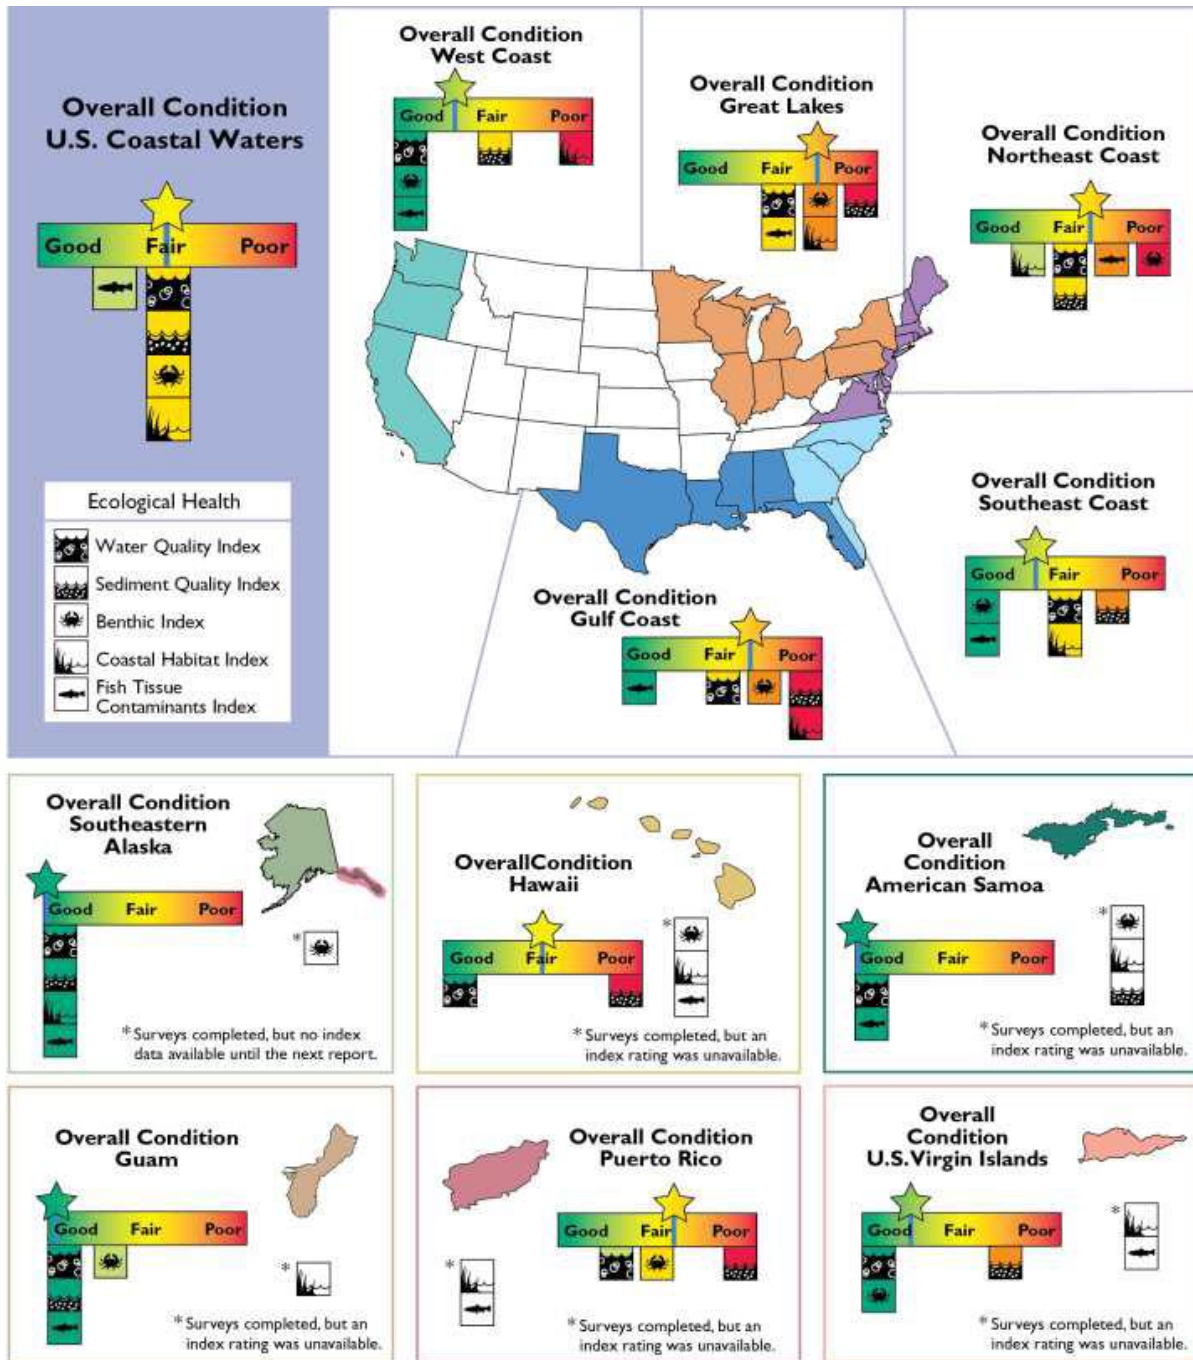 Overall Condition
U.S. Coastal Waters
Good Fair Poor
Ecological Health
Water Quality Index
Sediment Quality Index
Benthic Index
Coastal Habitat Index
Fish Tissue
Contaminants Index
Overall Condition
West Coast
Good Fair Poor
Overall Condition
Great Lakes
Good Fair Poor
Overall Condition
Northeast Coast
Good Fair Poor
Overall Condition
Southeast Coast
Good Fair Poor
Overall Condition
Gulf Coast
Good Fair Poor
Overall Condition
Southeastern
Alaska
Good Fair Poor
*
* Surveys completed, but no index
data available until the next report.
OverallCondition
Hawaii
Good Fair Poor
*
* Surveys completed, but an
index rating was unavailable.
Overall
Condition
American Samoa
Good Fair Poor
*
* Surveys completed, but an
index rating was unavailable.
Overall Condition
Guam
Good Fair Poor
*
* Surveys completed, but an
index rating was unavailable.
Overall Condition
Puerto Rico
Good Fair Poor
*
* Surveys completed, but an
index rating was unavailable.
Overall
Condition
U.S. Virgin Islands
Good Fair Poor
*
* Surveys completed, but an
index rating was unavailable.